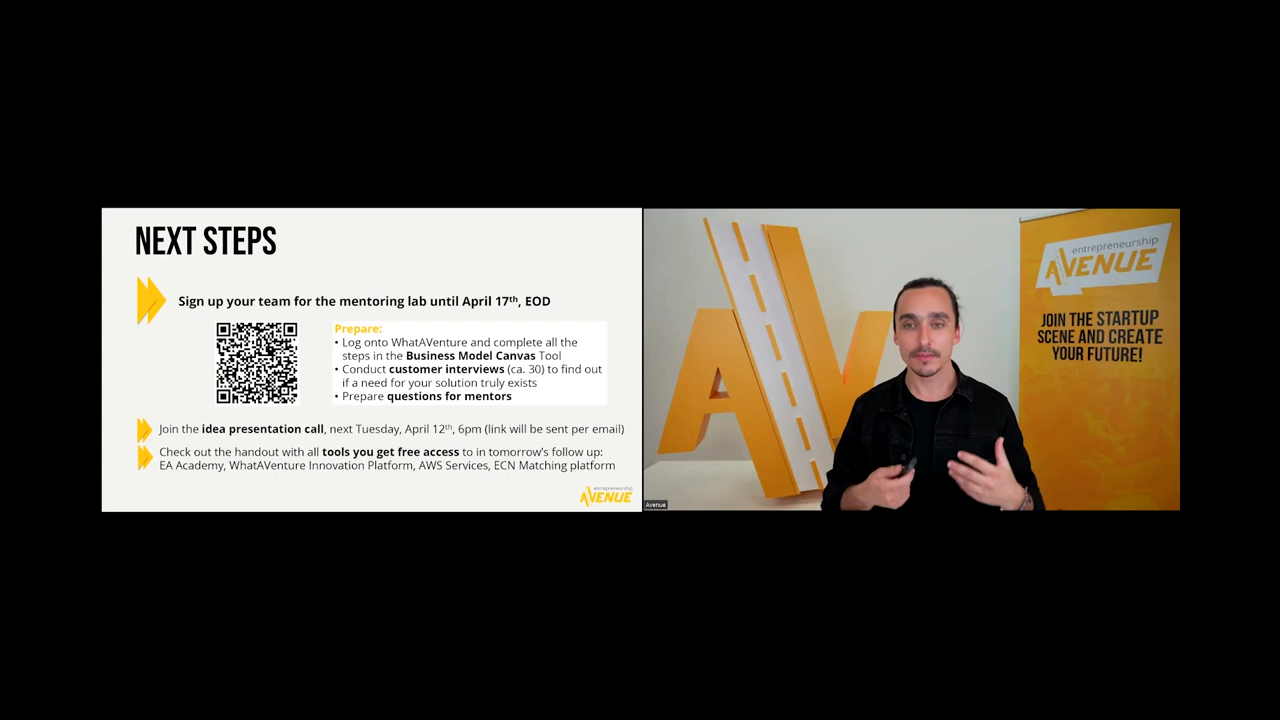 NEXT STEPS
Sign up your team for the mentoring lab until April 17th, EOD
Prepare:
• Log onto WhatAVenture and complete all the
steps in the Business Model Canvas Tool
• Conduct customer interviews (ca. 30) to find out
if a need for your solution truly exists
• Prepare questions for mentors
Join the idea presentation call, next Tuesday, April 12th, 6pm (link will be sent per email)
Check out the handout with all tools you get free access to in tomorrow's follow up:
EA Academy, WhatAVenture Innovation Platform, AWS Services, ECN Matching platform
entrepreneurship
AVENUE
AV
Avenue
entrepreneurship
AVENUE
JOIN THE STARTUP
SCENE AND CREATE
YOUR FUTURE!